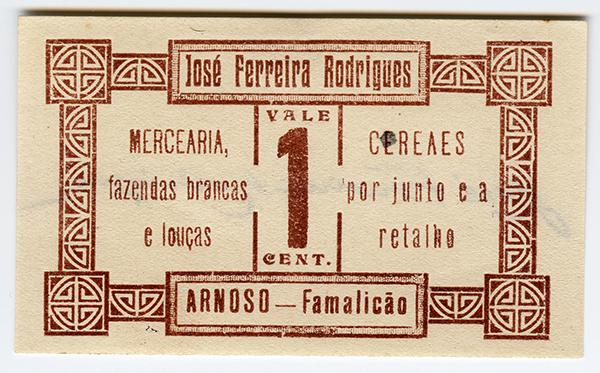 José Ferreira Rodrigues
VALE
1
CENT.
MERCEARIA,
fazendas brancas
e louças
CEREAES
por junto e a
retalho
ARNOSO — Famalicão